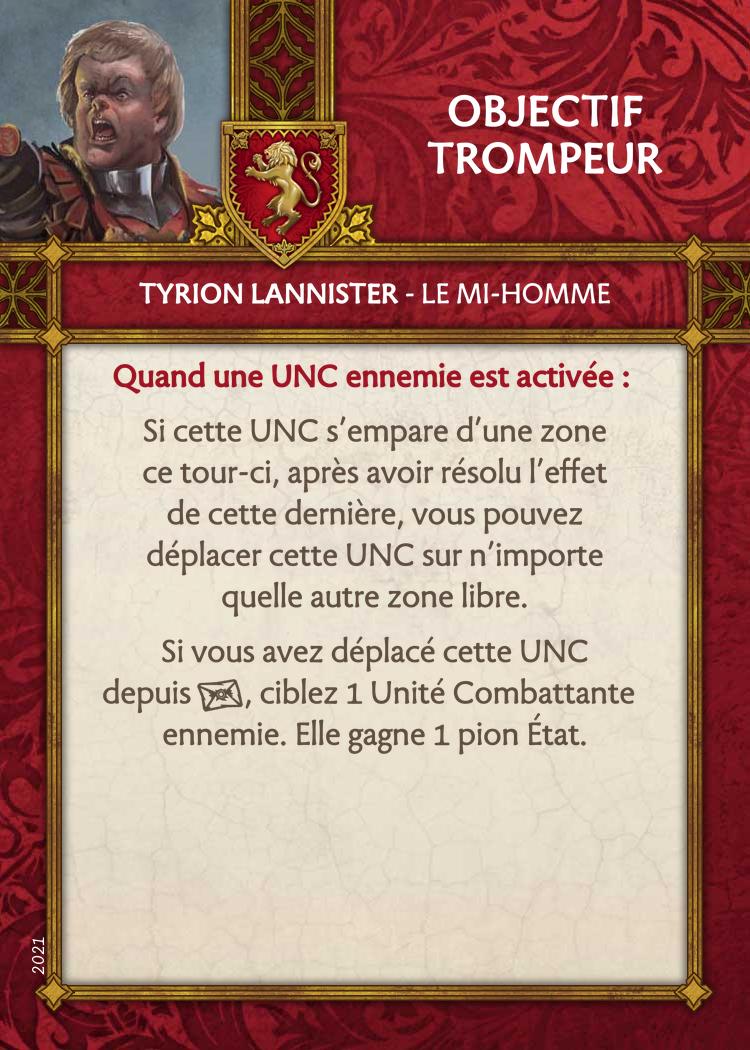 OBJECTIF
TROMPEUR
TYRION LANNISTER - LE MI-HOMME
Quand une UNC ennemie est activée :
Si cette UNC s’empare d’une zone
ce tour-ci, après avoir résolu l’effet
de cette dernière, vous pouvez
déplacer cette UNC sur n’importe
quelle autre zone libre.
Si vous avez déplacé cette UNC
depuis , ciblez 1 Unité Combattante
ennemie. Elle gagne 1 pion État.
2021